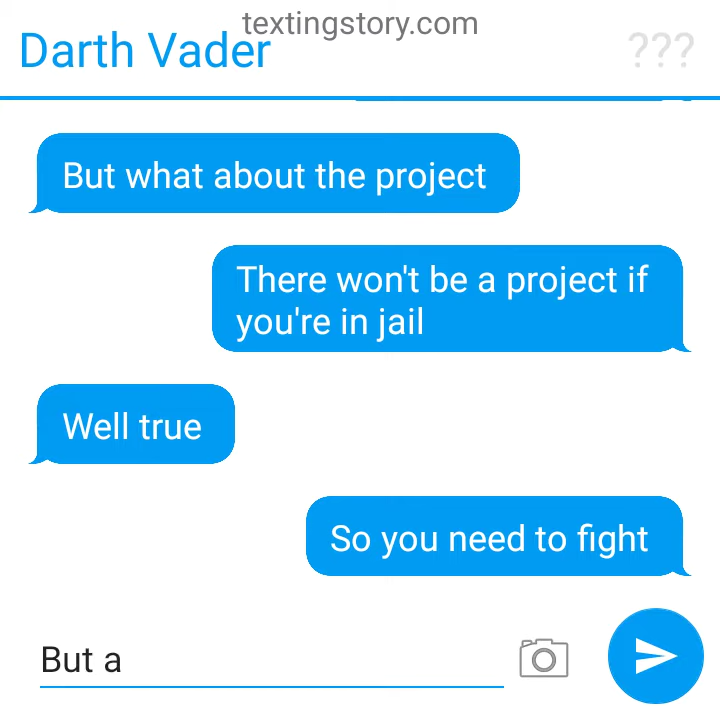 textingstory.com
Darth Vader
???
But what about the project
There won't be a project if
you're in jail
Well true
So you need to fight
But a